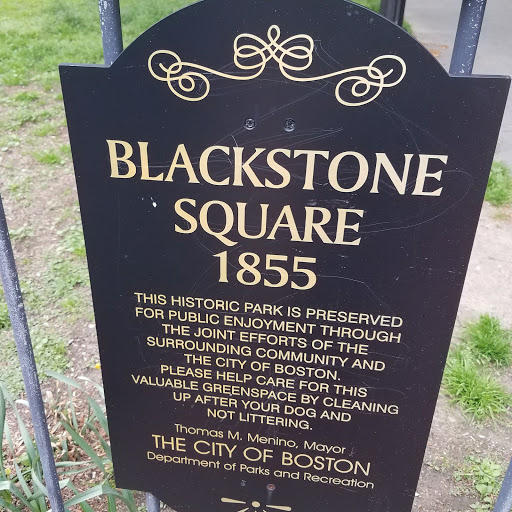 BLACKSTONE
SQUARE
1855
THIS HISTORIC PARK IS PRESERVED
FOR PUBLIC ENJOYMENT THROUGH
THE JOINT EFFORTS OF THE
SURROUNDING COMMUNITY AND
THE CITY OF BOSTON.
PLEASE HELP CARE FOR THIS
VALUABLE GREENSPACE BY CLEANING
UP AFTER YOUR DOG AND
NOT LITTERING.
Thomas M. Menino, Mayor
THE CITY OF BOSTON
Department of Parks and Recreation